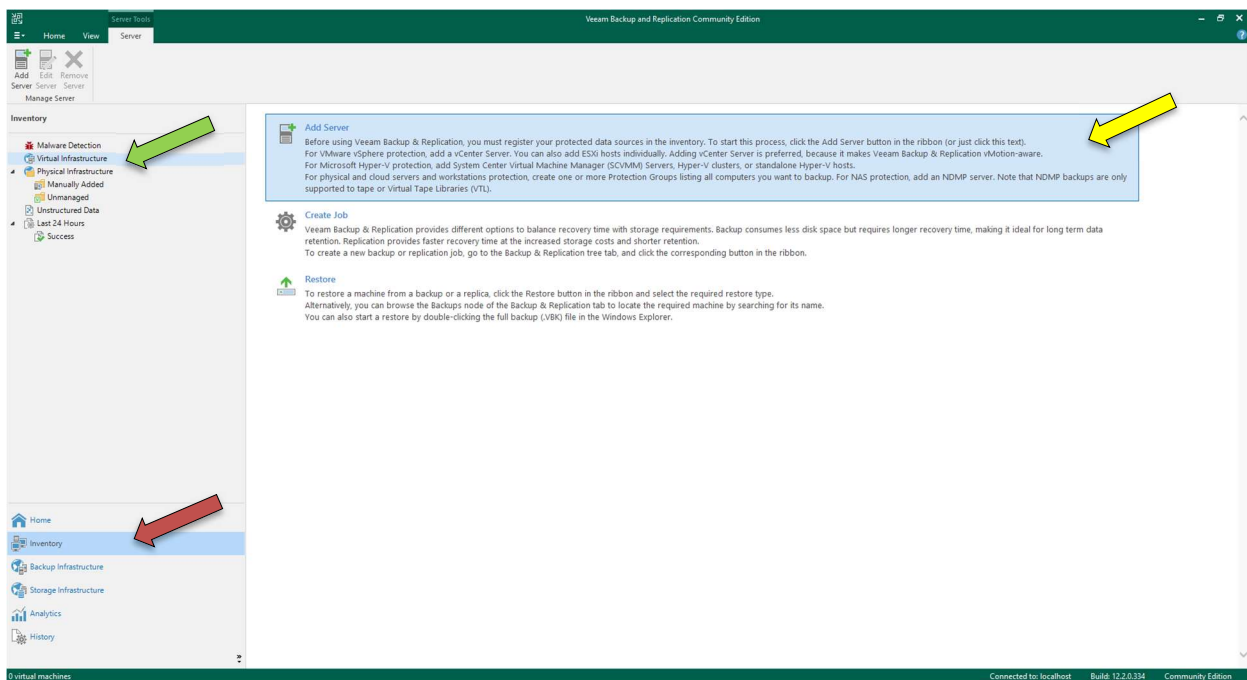 Server Tools
Veeam Backup and Replication Community Edition
Home View Server
Add Server
Edit Server
Remove Server
Manage Server
Inventory
Malware Detection
Virtual Infrastructure
Physical Infrastructure
Manually Added
Unmanaged
Unstructured Data
Last 24 Hours
Success
Add Server
Before using Veeam Backup & Replication, you must register your protected data sources in the inventory. To start this process, click the Add Server button in the ribbon (or just click this text).
For VMware vSphere protection, add a vCenter Server. You can also add ESXi hosts individually. Adding vCenter Server is preferred, because it makes Veeam Backup & Replication vMotion-aware.
For Microsoft Hyper-V protection, add System Center Virtual Machine Manager (SCVMM) Servers, Hyper-V clusters, or standalone Hyper-V hosts.
For physical and cloud servers and workstations protection, create one or more Protection Groups listing all computers you want to backup. For NAS protection, add an NDMP server. Note that NDMP backups are only
supported to tape or Virtual Tape Libraries (VTL).
Create Job
Veeam Backup & Replication provides different options to balance recovery time with storage requirements. Backup consumes less disk space but requires longer recovery time, making it ideal for long term data
retention. Replication provides faster recovery time at the increased storage costs and shorter retention.
To create a new backup or replication job, go to the Backup & Replication tree tab, and click the corresponding button in the ribbon.
Restore
To restore a machine from a backup or a replica, click the Restore button in the ribbon and select the required restore type.
Alternatively, you can browse the Backups node of the Backup & Replication tab to locate the required machine by searching for its name.
You can also start a restore by double-clicking the full backup (.VBK) file in the Windows Explorer.
Home
Inventory
Backup Infrastructure
Storage Infrastructure
Analytics
History
0 virtual machines
Connected to: localhost Build: 12.2.0.334 Community Edition